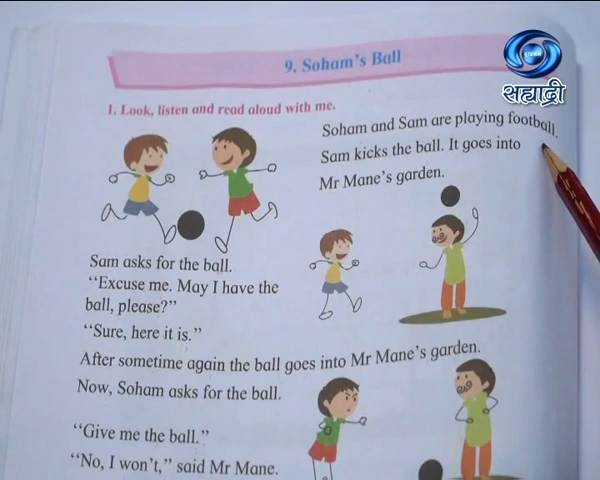 9. Soham's Ball
सह्याद्री
1. Look, listen and read aloud with me.
Soham and Sam are playing football.
Sam kicks the ball. It goes into
Mr Mane's garden.
Sam asks for the ball.
“Excuse me. May I have the
ball, please?”
“Sure, here it is.”
After sometime again the ball goes into Mr Mane's garden.
Now, Soham asks for the ball.
“Give me the ball.”
“No, I won't,” said Mr Mane.